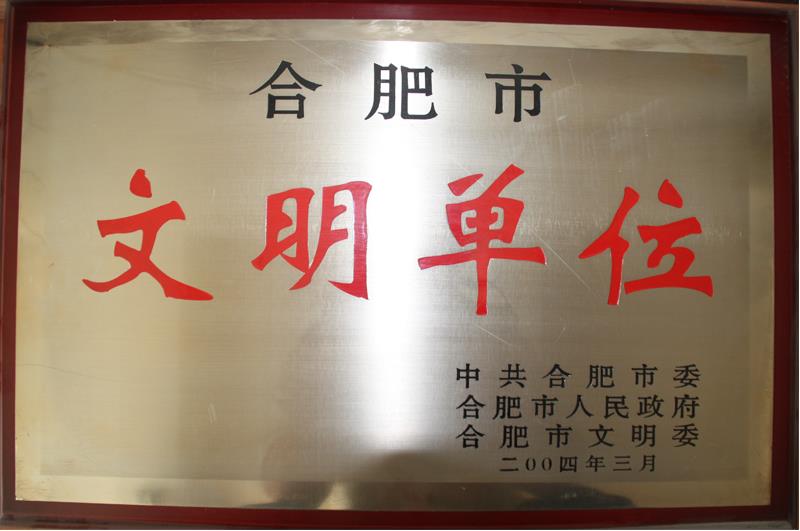 合肥市
文明单位
中共合肥市委
合肥市人民政府
合肥市文明委
二00四年三月